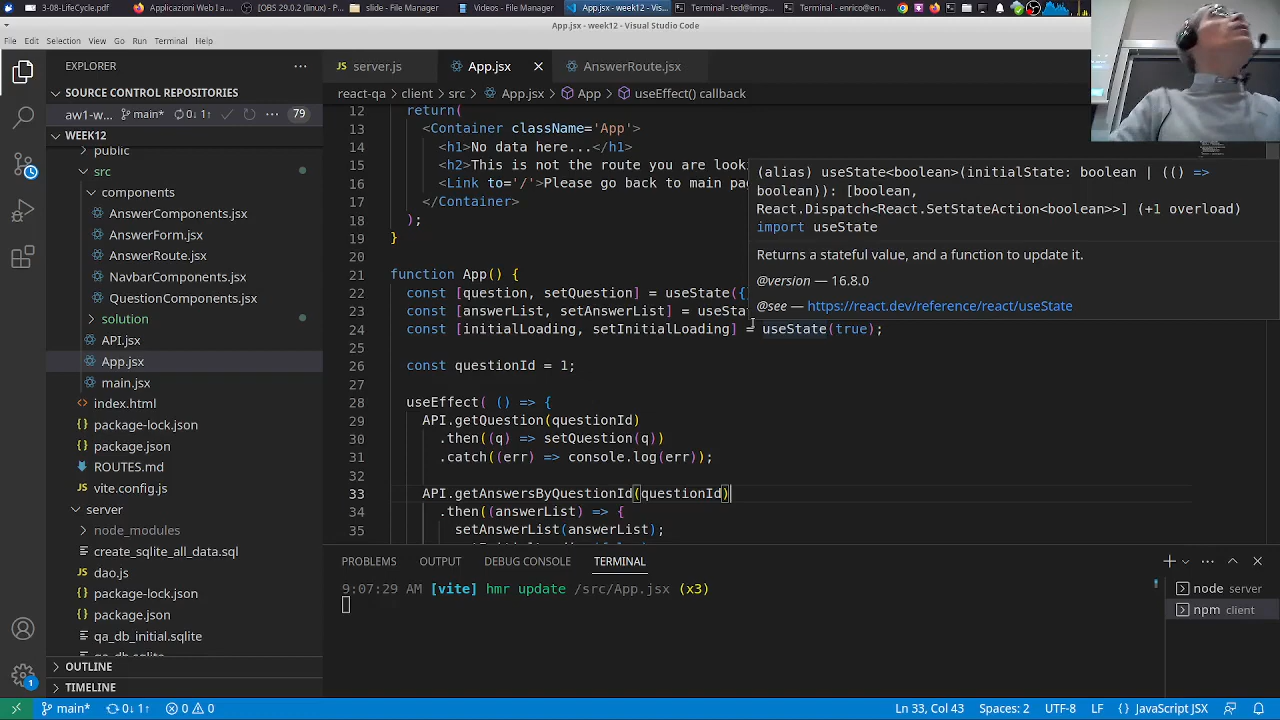 3-08-LifeCycle.pdf
Applicazioni Web I a...
[OBS 29.0.2 (linux) - P...
slide - File Manager
Videos - File Manager
App.jsx - week12 - Vis...
Terminal - ted@imgs...
Terminal - enrico@em...
App.jsx - week12 - Visual Studio Code
File Edit Selection View Go Run Terminal Help
EXPLORER
SOURCE CONTROL REPOSITORIES
aw1-w... main* 0↓ 1↑ 79
WEEK12
public
src
components
AnswerComponents.jsx
AnswerForm.jsx
AnswerRoute.jsx
NavbarComponents.jsx
QuestionComponents.jsx
solution
API.jsx
App.jsx
main.jsx
index.html
package-lock.json
package.json
ROUTES.md
vite.config.js
server
node_modules
create_sqlite_all_data.sql
dao.js
package-lock.json
package.json
qa_db_initial.sqlite
qa_db.sqlite
OUTLINE
TIMELINE
server.js
App.jsx
AnswerRoute.jsx
react-qa > client > src > App.jsx > App > useEffect() callback
12 return(
13 <Container className='App'>
14 <h1>No data here...</h1>
15 <h2>This is not the route you are look
16 <Link to='/'>Please go back to main pa
17 </Container>
18 );
19 }
20
21 function App() {
22 const [question, setQuestion] = useState({
23 const [answerList, setAnswerList] = useSta
24 const [initialLoading, setInitialLoading] = useState(true);
25
26 const questionId = 1;
27
28 useEffect( () => {
29 API.getQuestion(questionId)
30 .then((q) => setQuestion(q))
31 .catch((err) => console.log(err));
32
33 API.getAnswersByQuestionId(questionId)
34 .then((answerList) => {
35 setAnswerList(answerList);
(alias) useState<boolean>(initialState: boolean | (() =>
boolean)): [boolean,
React.Dispatch<React.SetStateAction<boolean>>] (+1 overload)
import useState
Returns a stateful value, and a function to update it.
@version — 16.8.0
@see — https://react.dev/reference/react/useState
PROBLEMS OUTPUT DEBUG CONSOLE TERMINAL
9:07:29 AM [vite] hmr update /src/App.jsx (x3)
node server
npm client
1
main* 0↓ 1↑ 0 0
Ln 33, Col 43 Spaces: 2 UTF-8 LF {} JavaScript JSX